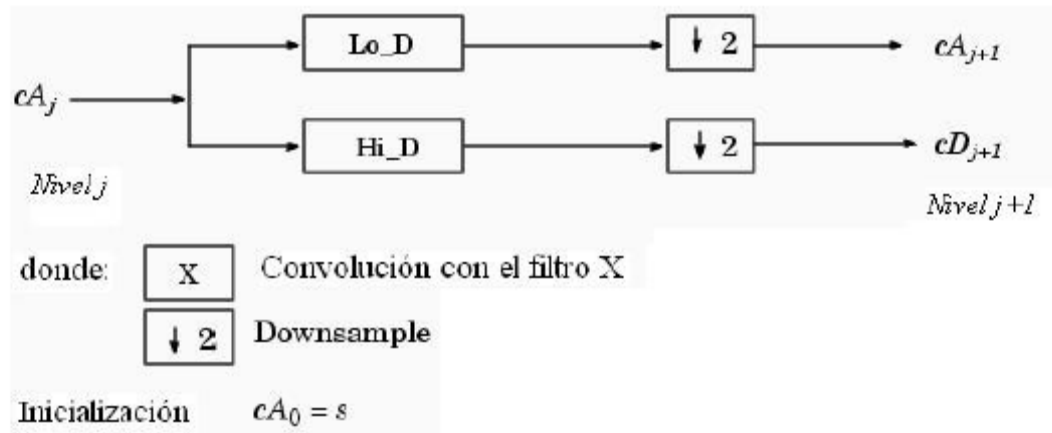 Lo_D
↓ 2
cA_{j+1}
cA_j
Hi_D
↓ 2
cD_{j+1}
Nivel j
Nivel j+1
donde:
X
Convolución con el filtro X
↓ 2
Downsample
Inicialización cA_0 = s